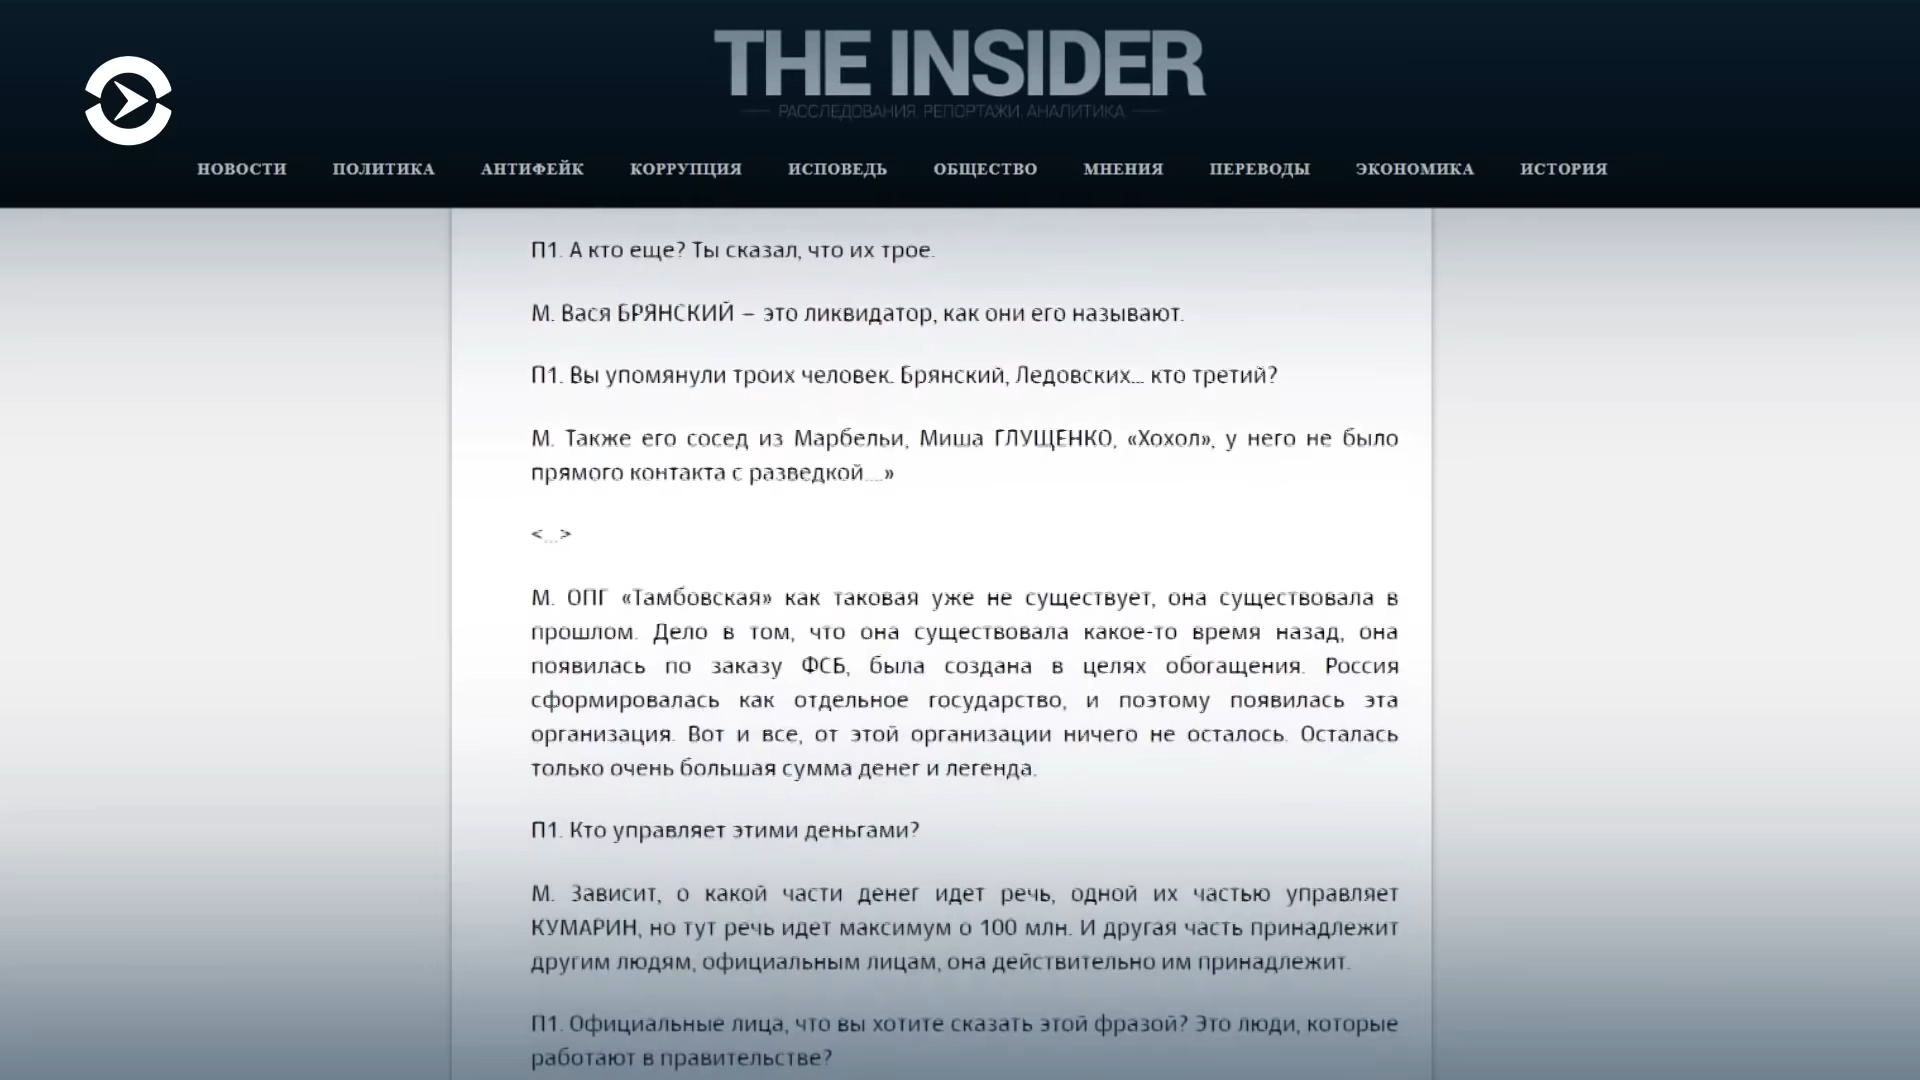 THE INSIDER
РАССЛЕДОВАНИЯ РЕПОРТАЖИ АНАЛИТИКА
НОВОСТИ ПОЛИТИКА АНТИФЕЙК КОРРУПЦИЯ ИСПОВЕДЬ ОБЩЕСТВО МНЕНИЯ ПЕРЕВОДЫ ЭКОНОМИКА ИСТОРИЯ
П1. А кто еще? Ты сказал, что их трое.
М. Вася БРЯНСКИЙ – это ликвидатор, как они его называют.
П1. Вы упомянули троих человек. Брянский, Ледовских... кто третий?
М. Также его сосед из Марбельи, Миша ГЛУЩЕНКО, «Хохол», у него не было
прямого контакта с разведкой....»
<...>
М. ОПГ «Тамбовская» как таковая уже не существует, она существовала в
прошлом. Дело в том, что она существовала какое-то время назад, она
появилась по заказу ФСБ, была создана в целях обогащения. Россия
сформировалась как отдельное государство, и поэтому появилась эта
организация. Вот и все, от этой организации ничего не осталось. Осталась
только очень большая сумма денег и легенда.
П1. Кто управляет этими деньгами?
М. Зависит, о какой части денег идет речь, одной их частью управляет
КУМАРИН, но тут речь идет максимум о 100 млн. И другая часть принадлежит
другим людям, официальным лицам, она действительно им принадлежит.
П1. Официальные лица, что вы хотите сказать этой фразой? Это люди, которые
работают в правительстве?